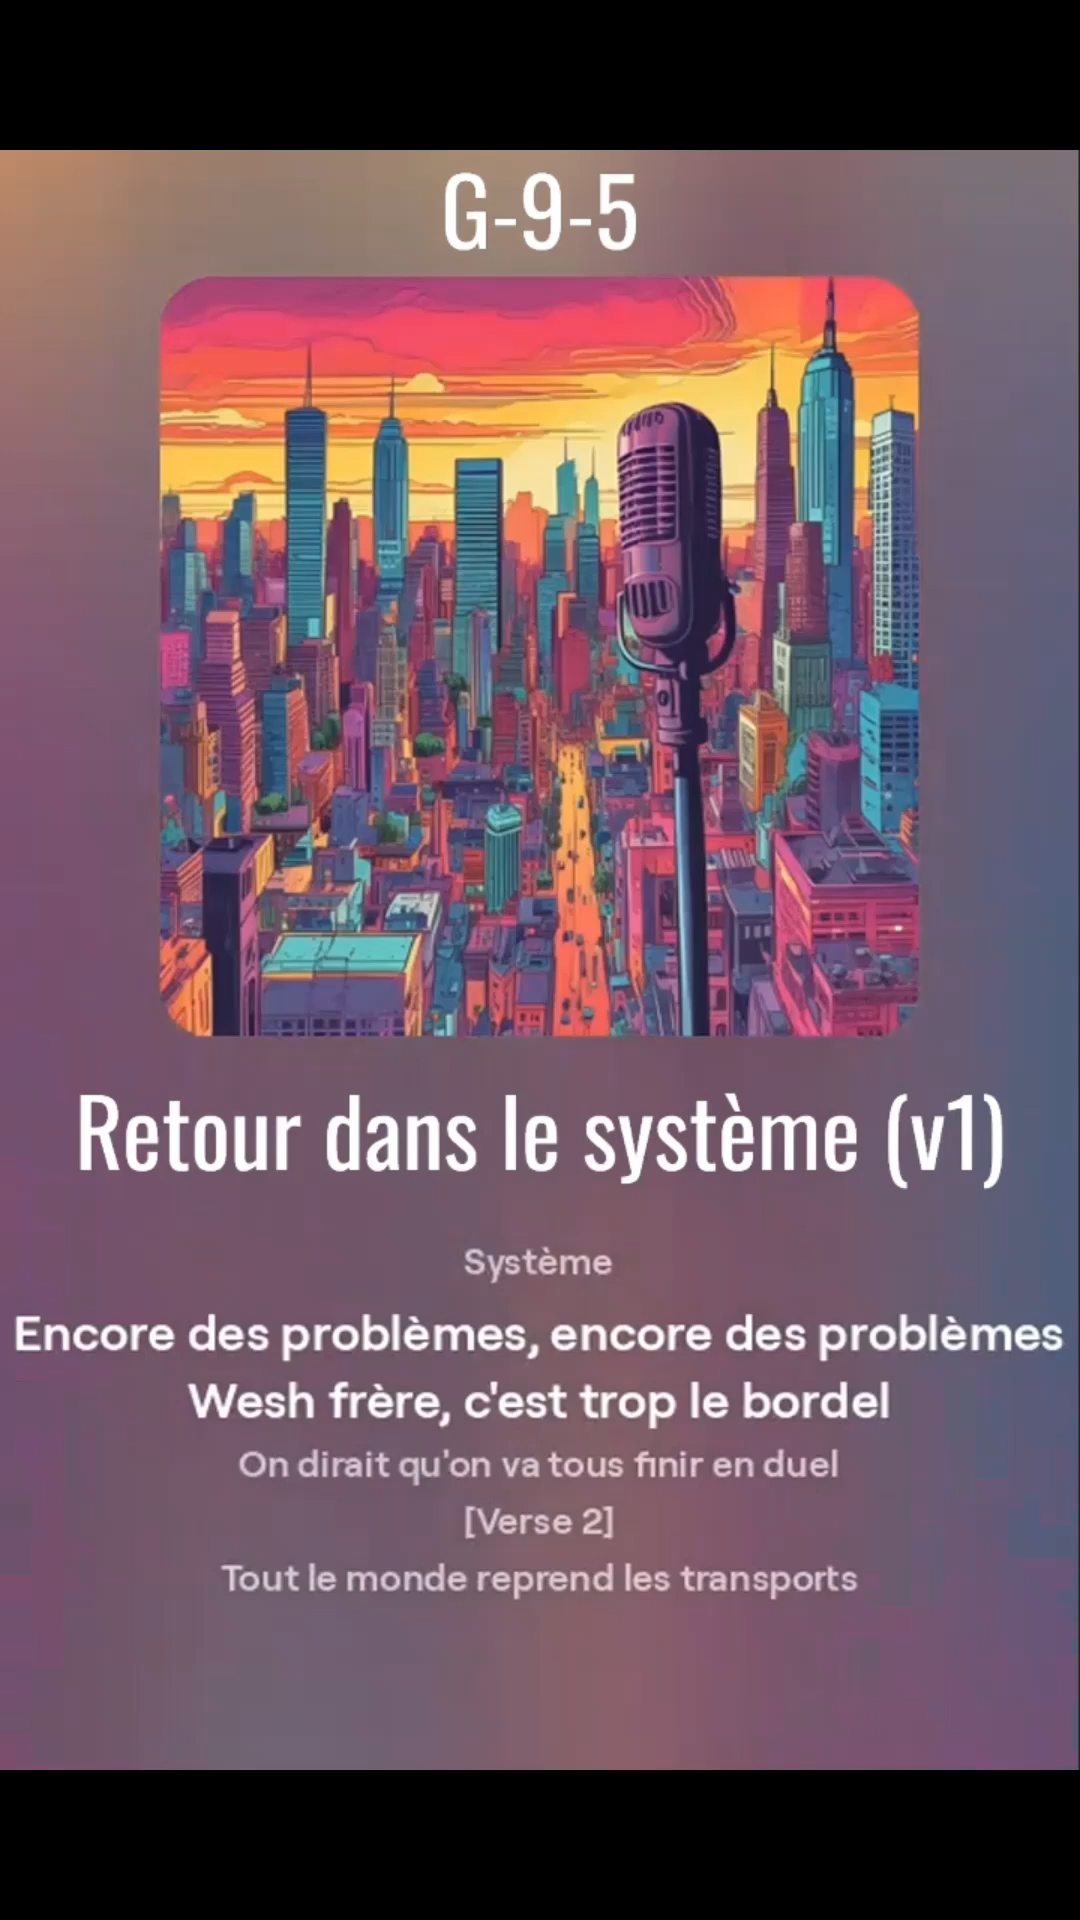 G-9-5
Retour dans le système (v1)
Système
Encore des problèmes, encore des problèmes
Wesh frère, c'est trop le bordel
On dirait qu'on va tous finir en duel
[Verse 2]
Tout le monde reprend les transports